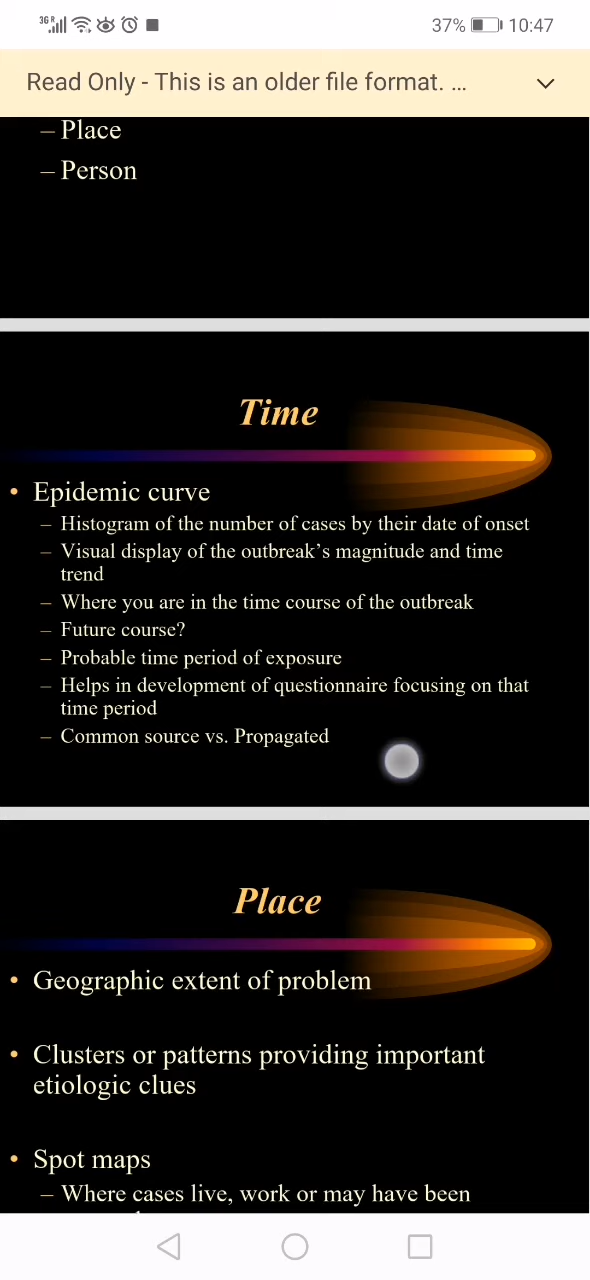 36 R 37% 10:47
Read Only - This is an older file format. ...
– Place
– Person
Time
• Epidemic curve
– Histogram of the number of cases by their date of onset
– Visual display of the outbreak's magnitude and time
trend
– Where you are in the time course of the outbreak
– Future course?
– Probable time period of exposure
– Helps in development of questionnaire focusing on that
time period
– Common source vs. Propagated
Place
• Geographic extent of problem
• Clusters or patterns providing important
etiologic clues
• Spot maps
– Where cases live, work or may have been